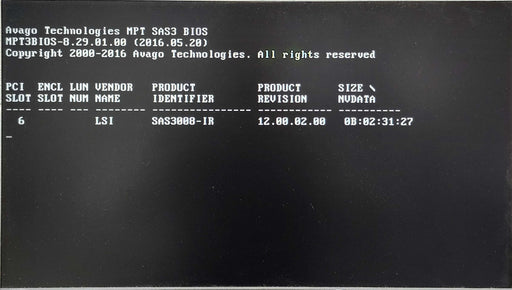 Avago Technologies MPT SAS3 BIOS
MPT3BIOS-8.29.01.00 (2016.05.20)
Copyright 2000-2016 Avago Technologies. All rights reserved
PCI ENCL LUN VENDOR PRODUCT PRODUCT SIZE \
SLOT SLOT NUM NAME IDENTIFIER REVISION NVDATA
---- ---- --- -------- ---------------- ----------- -----------
6 LSI SAS3008-IR 12.00.02.00 0B:02:31:27
_